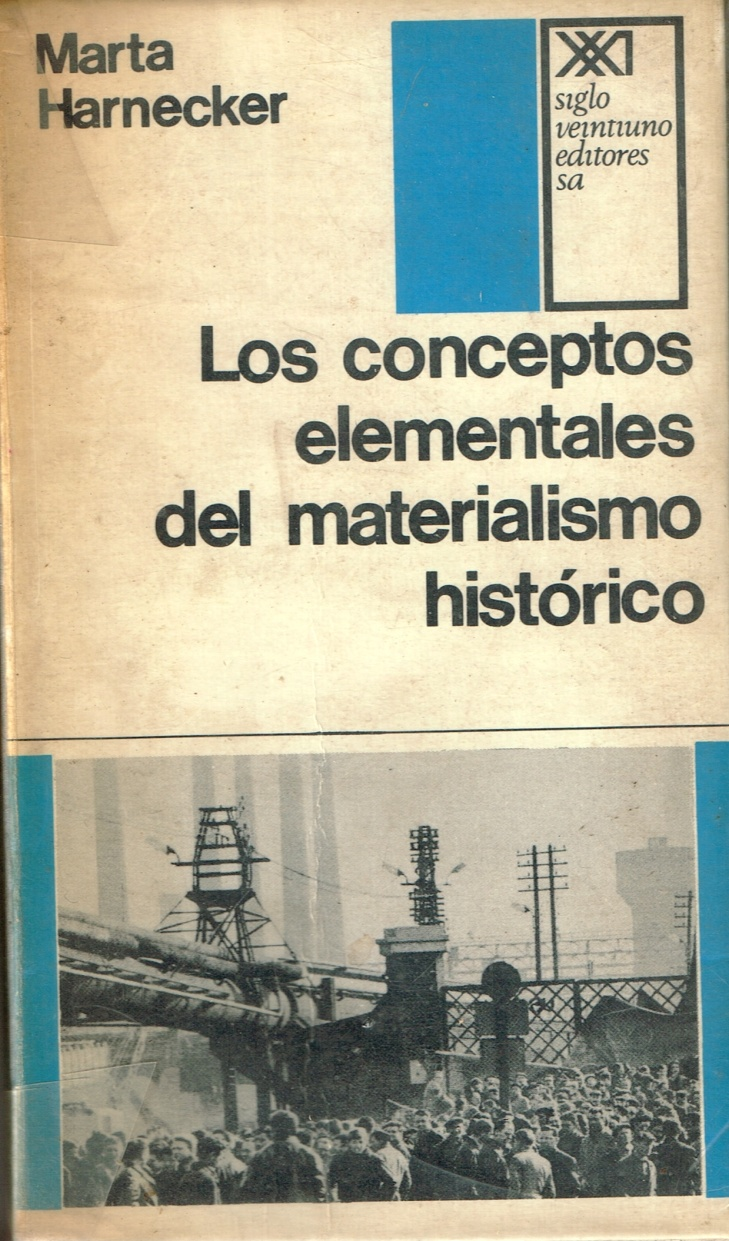 Marta
Harnecker
XXI
siglo
veintiuno
editores
sa
Los conceptos
elementales
del materialismo
histórico